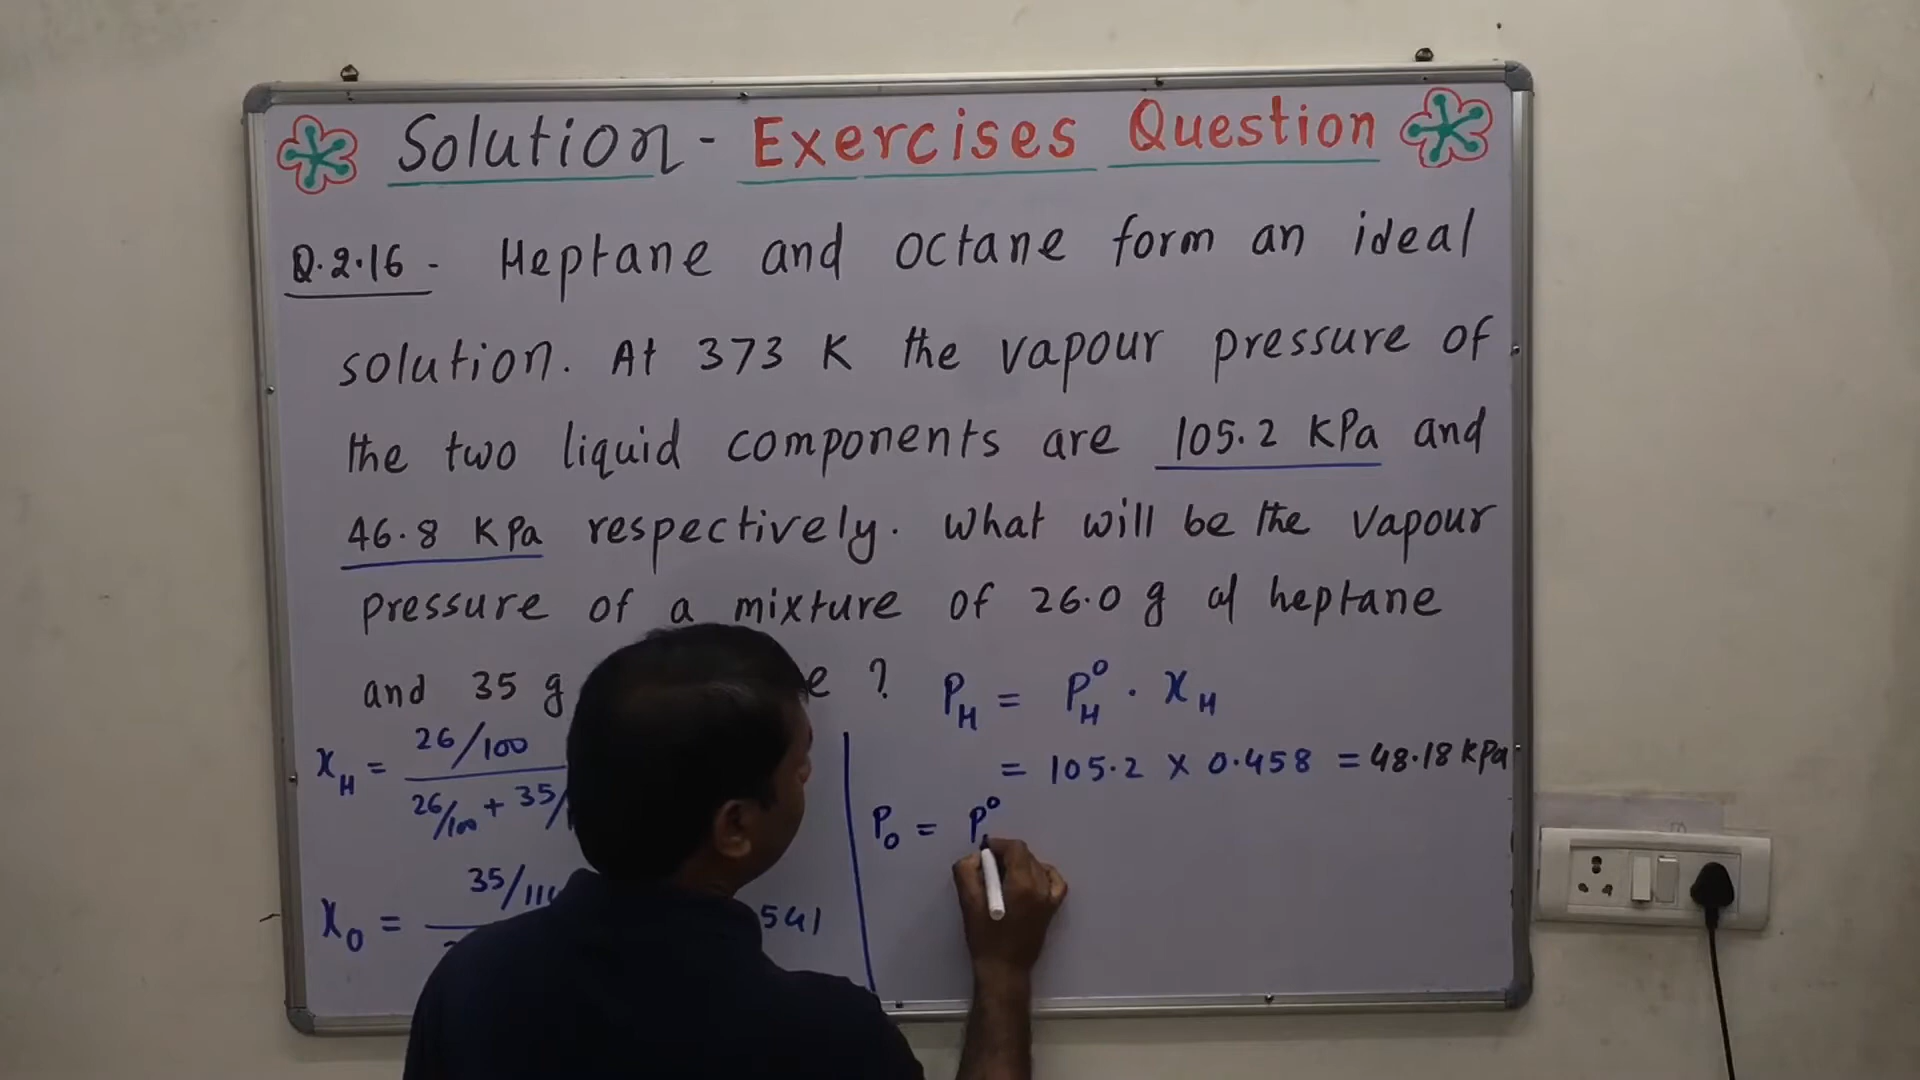 Solution - Exercises Question
Q.2.16 - Heptane and octane form an ideal
solution. At 373 K the vapour pressure of
the two liquid components are 105.2 KPa and
46.8 KPa respectively. What will be the vapour
pressure of a mixture of 26.0 g of heptane
and 35 g e ?
x_H = 26/100
26/100 + 35/
x_O = 35/114
541
P_H = P°_H . x_H
= 105.2 × 0.458 = 48.18 KPa
P_O = P°